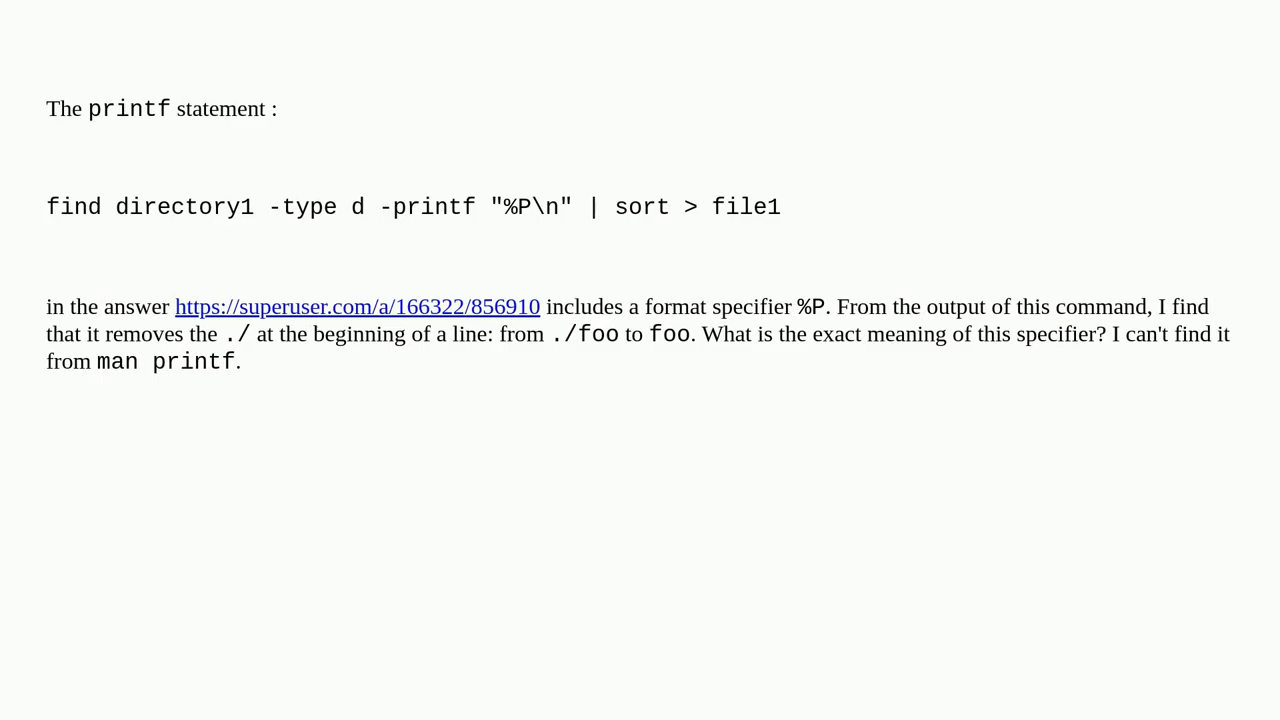 The printf statement :
find directory1 -type d -printf "%P\n" | sort > file1
in the answer https://superuser.com/a/166322/856910 includes a format specifier %P. From the output of this command, I find
that it removes the ./ at the beginning of a line: from ./foo to foo. What is the exact meaning of this specifier? I can't find it
from man printf.